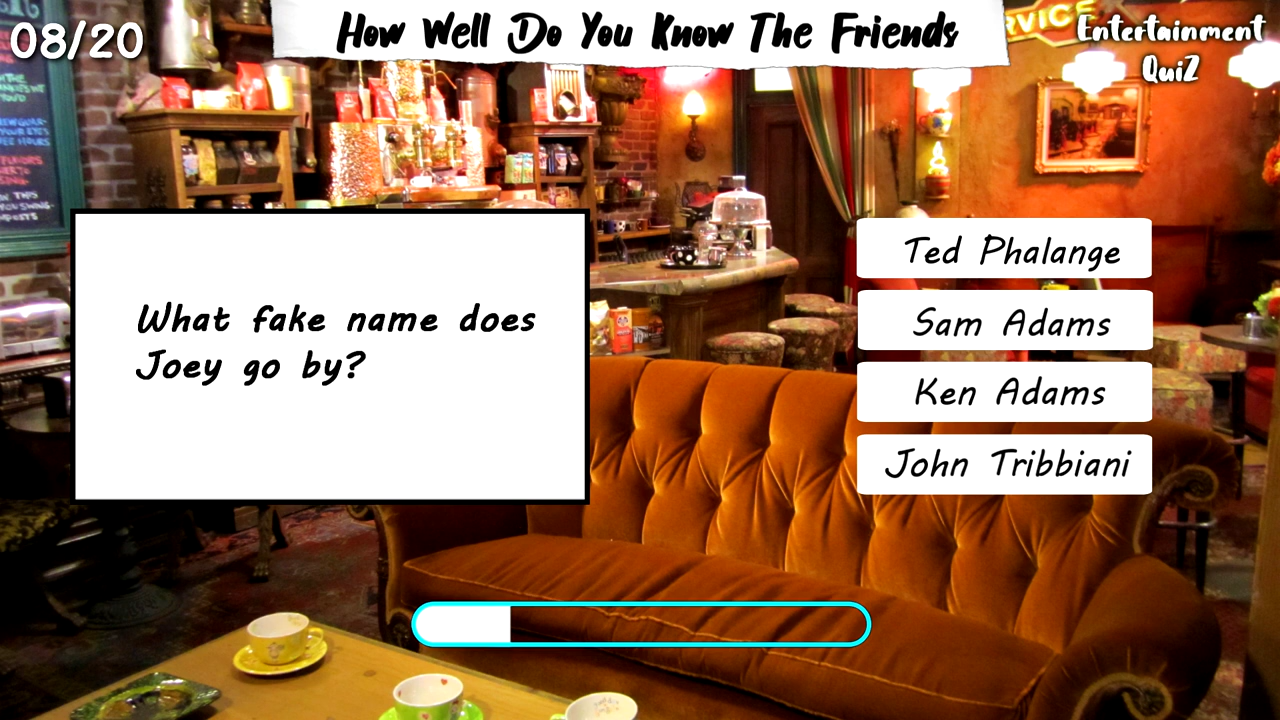 08/20
How Well Do You Know The Friends
Entertainment
QuiZ
RVICE
What fake name does
Joey go by?
Ted Phalange
Sam Adams
Ken Adams
John Tribbiani